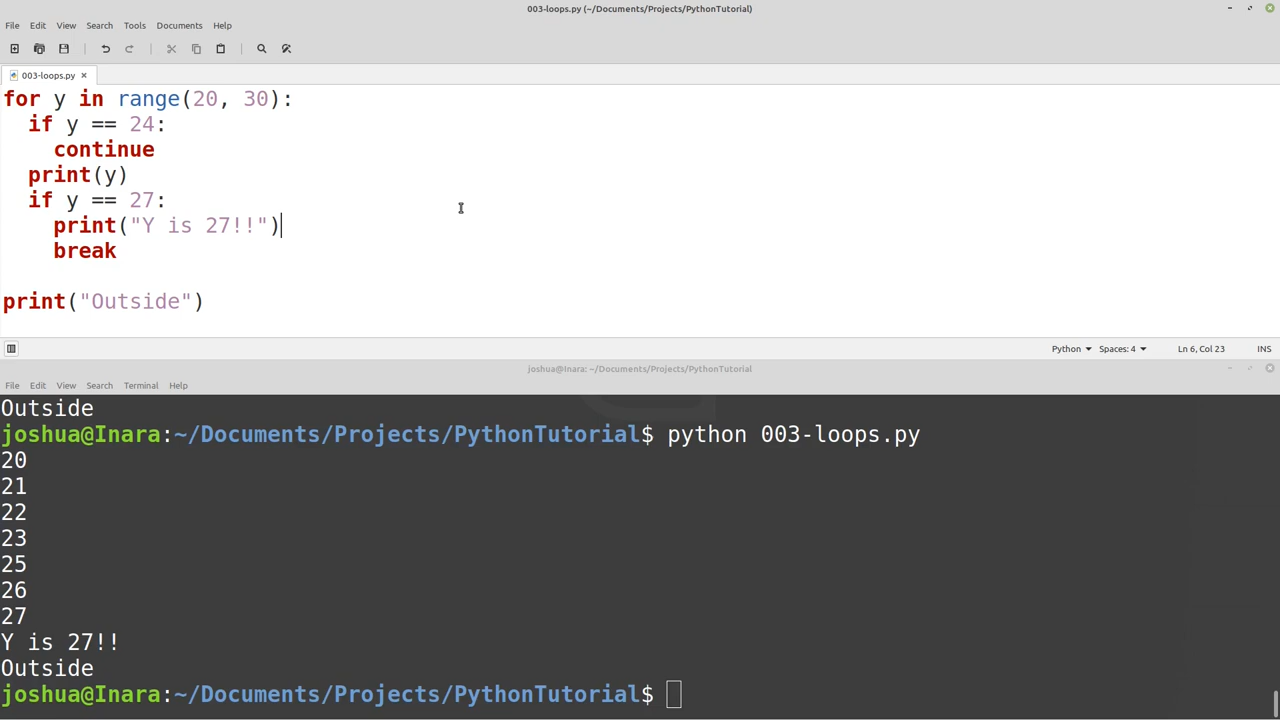 003-loops.py (~/Documents/Projects/PythonTutorial)
File Edit View Search Tools Documents Help
003-loops.py
for y in range(20, 30):
  if y == 24:
    continue
  print(y)
  if y == 27:
    print("Y is 27!!")
    break
print("Outside")
Python Spaces: 4 Ln 6, Col 23 INS
joshua@Inara: ~/Documents/Projects/PythonTutorial
File Edit View Search Terminal Help
Outside
joshua@Inara:~/Documents/Projects/PythonTutorial$ python 003-loops.py
20
21
22
23
25
26
27
Y is 27!!
Outside
joshua@Inara:~/Documents/Projects/PythonTutorial$